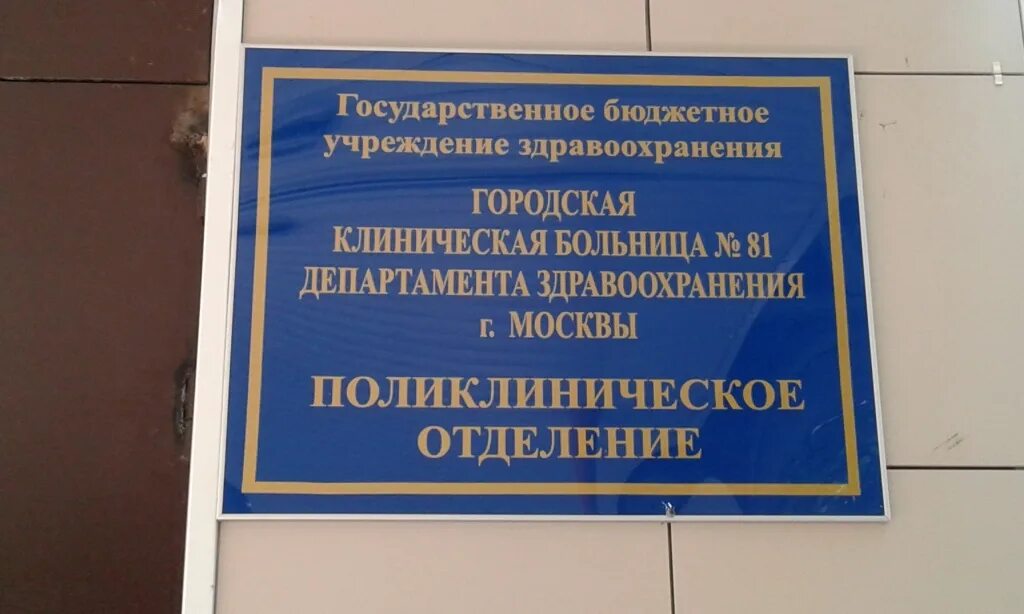 Государственное бюджетное
учреждение здравоохранения
ГОРОДСКАЯ
КЛИНИЧЕСКАЯ БОЛЬНИЦА № 81
ДЕПАРТАМЕНТА ЗДРАВООХРАНЕНИЯ
г. МОСКВЫ
ПОЛИКЛИНИЧЕСКОЕ
ОТДЕЛЕНИЕ